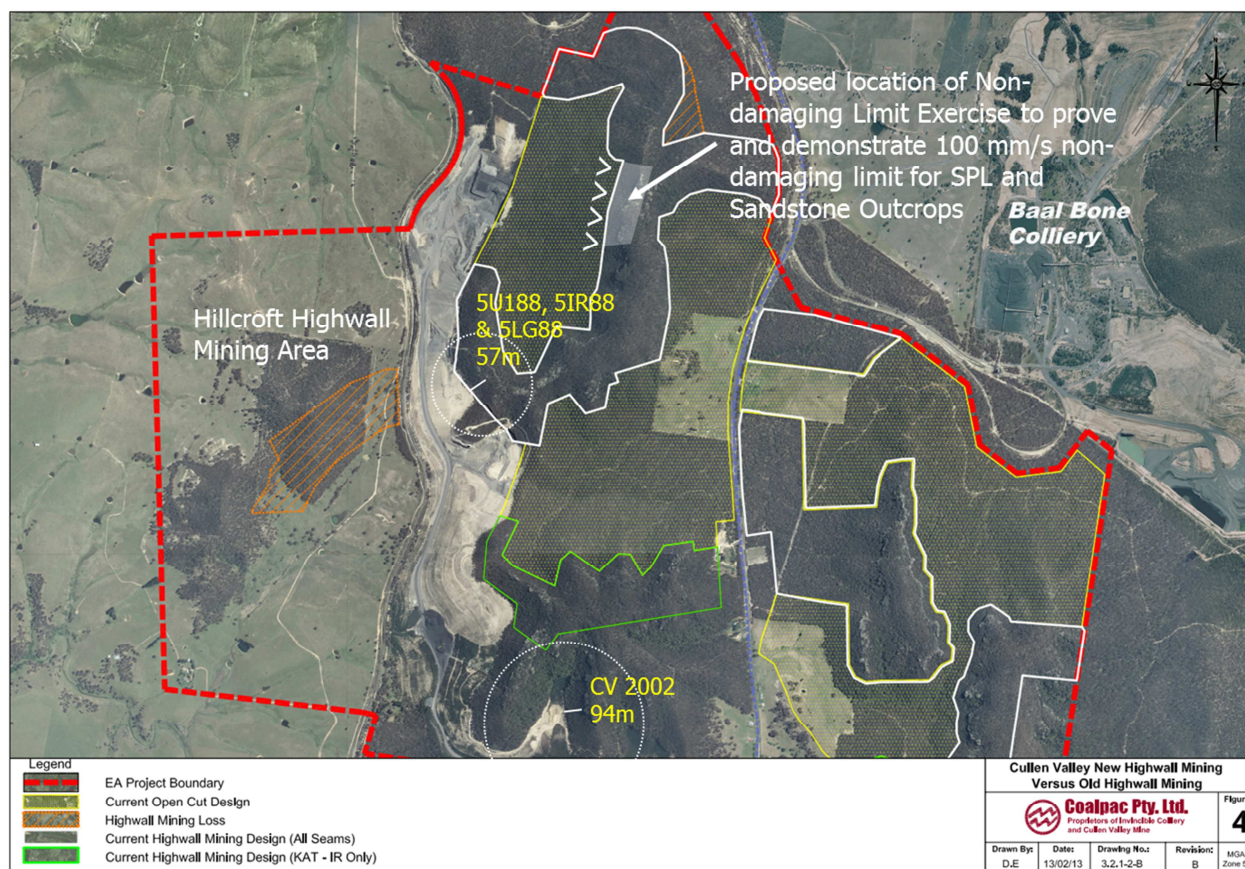 Proposed location of Non-
damaging Limit Exercise to prove
and demonstrate 100 mm/s non-
damaging limit for SPL and
Sandstone Outcrops
Baal Bone
Colliery
Hillcroft Highwall
Mining Area
5U188, 5IR88
& 5LG88
57m
CV 2002
94m
Legend
EA Project Boundary
Current Open Cut Design
Highwall Mining Loss
Current Highwall Mining Design (All Seams)
Current Highwall Mining Design (KAT - IR Only)
Cullen Valley New Highwall Mining
Versus Old Highwall Mining
Coalpac Pty. Ltd.
Proprietors of Invincible Colliery
and Cullen Valley Mine
Figur
4
Drawn By: Date: Drawing No.: Revision:
D.E 13/02/13 3.2.1-2-B B
MGA
Zone 5